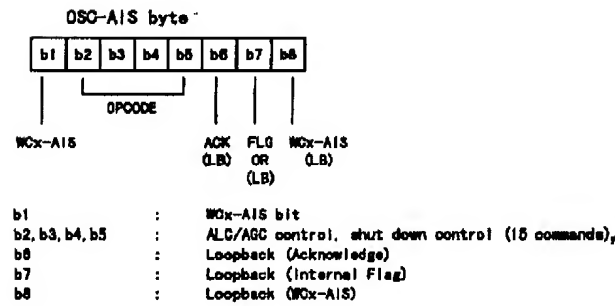 OSC-AIS byte
b1 b2 b3 b4 b5 b6 b7 b8
OPCODE
WCx-AIS ACK FLG WCx-AIS
(LB) OR (LB)
(LB)
b1 : WCx-AIS bit
b2, b3, b4, b5 : ALC/AGC control, shut down control (15 commands),
b6 : Loopback (Acknowledge)
b7 : Loopback (Internal Flag)
b8 : Loopback (WCx-AIS)